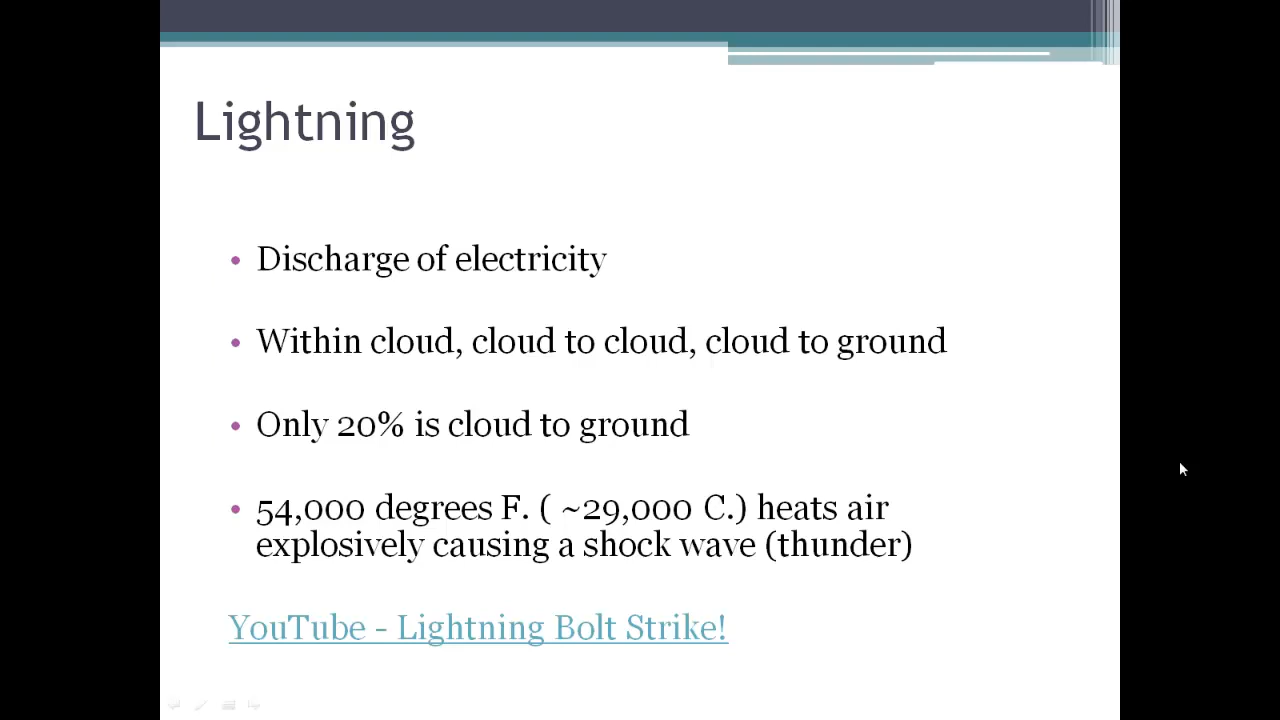 Lightning
• Discharge of electricity
• Within cloud, cloud to cloud, cloud to ground
• Only 20% is cloud to ground
• 54,000 degrees F. ( ~29,000 C.) heats air
explosively causing a shock wave (thunder)
YouTube - Lightning Bolt Strike!